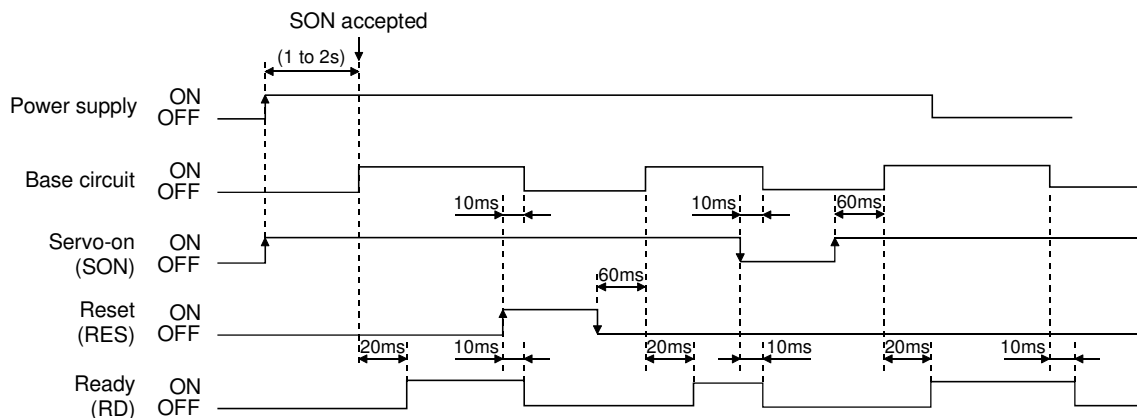 SON accepted
(1 to 2s)
Power supply
ON
OFF
Base circuit
ON
OFF
10ms
10ms
60ms
Servo-on
(SON)
ON
OFF
60ms
Reset
(RES)
ON
OFF
20ms
10ms
20ms
10ms
20ms
10ms
Ready
(RD)
ON
OFF